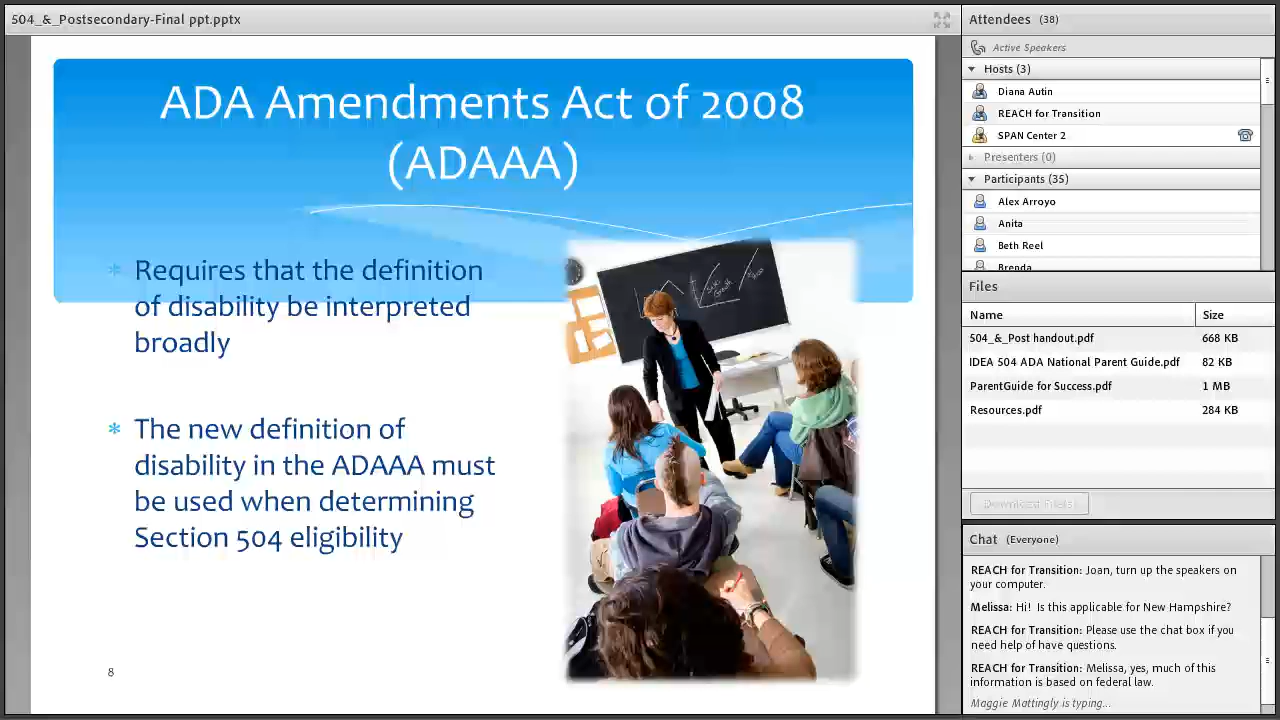 504_&_Postsecondary-Final ppt.pptx
ADA Amendments Act of 2008
(ADAAA)
* Requires that the definition
of disability be interpreted
broadly
* The new definition of
disability in the ADAAA must
be used when determining
Section 504 eligibility
8
Attendees (38)
Active Speakers
Hosts (3)
Diana Autin
REACH for Transition
SPAN Center 2
Presenters (0)
Participants (35)
Alex Arroyo
Anita
Beth Reel
Brenda
Files
Name Size
504_&_Post handout.pdf 668 KB
IDEA 504 ADA National Parent Guide.pdf 82 KB
ParentGuide for Success.pdf 1 MB
Resources.pdf 284 KB
Download File(s)
Chat (Everyone)
REACH for Transition: Joan, turn up the speakers on
your computer.
Melissa: Hi! Is this applicable for New Hampshire?
REACH for Transition: Please use the chat box if you
need help of have questions.
REACH for Transition: Melissa, yes, much of this
information is based on federal law.
Maggie Mattingly is typing...